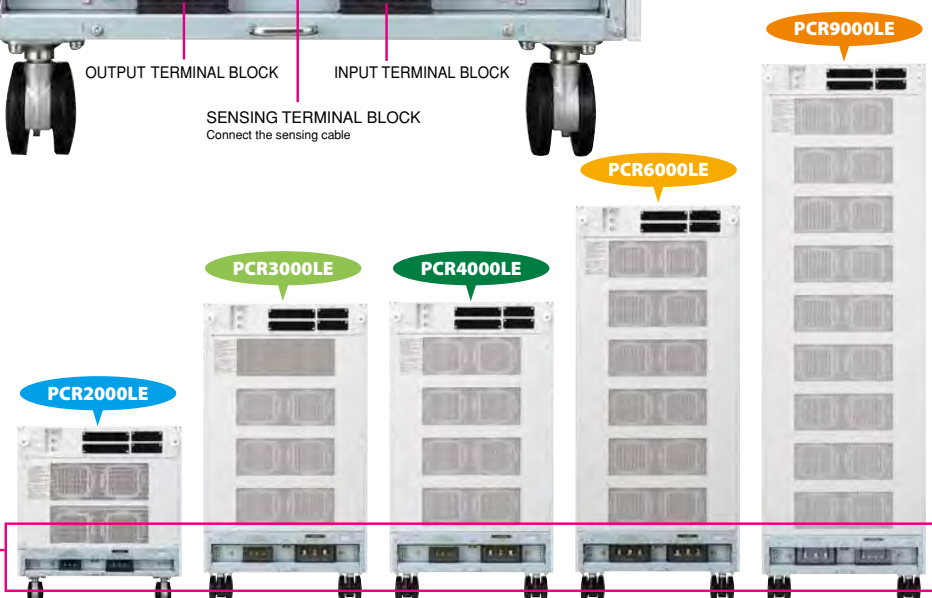 OUTPUT TERMINAL BLOCK
INPUT TERMINAL BLOCK
SENSING TERMINAL BLOCK
Connect the sensing cable
PCR9000LE
PCR6000LE
PCR3000LE
PCR4000LE
PCR2000LE